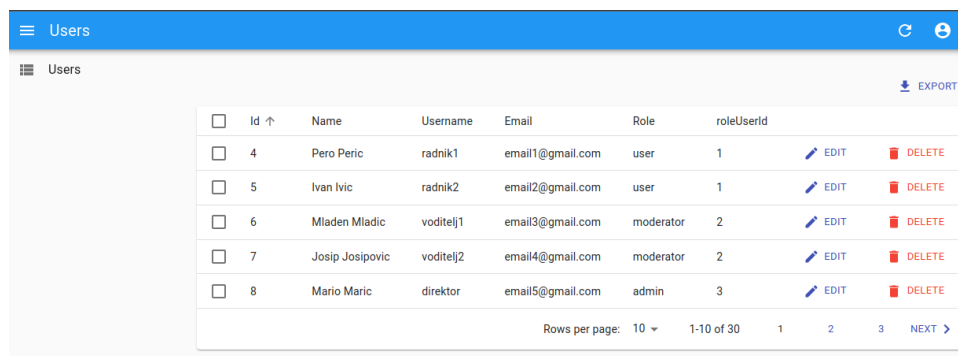 Users
Users
EXPORT
Id Name Username Email Role roleUserId
4 Pero Peric radnik1 email1@gmail.com user 1 EDIT DELETE
5 Ivan Ivic radnik2 email2@gmail.com user 1 EDIT DELETE
6 Mladen Mladic voditelj1 email3@gmail.com moderator 2 EDIT DELETE
7 Josip Josipovic voditelj2 email4@gmail.com moderator 2 EDIT DELETE
8 Mario Maric direktor email5@gmail.com admin 3 EDIT DELETE
Rows per page: 10 1-10 of 30 1 2 3 NEXT